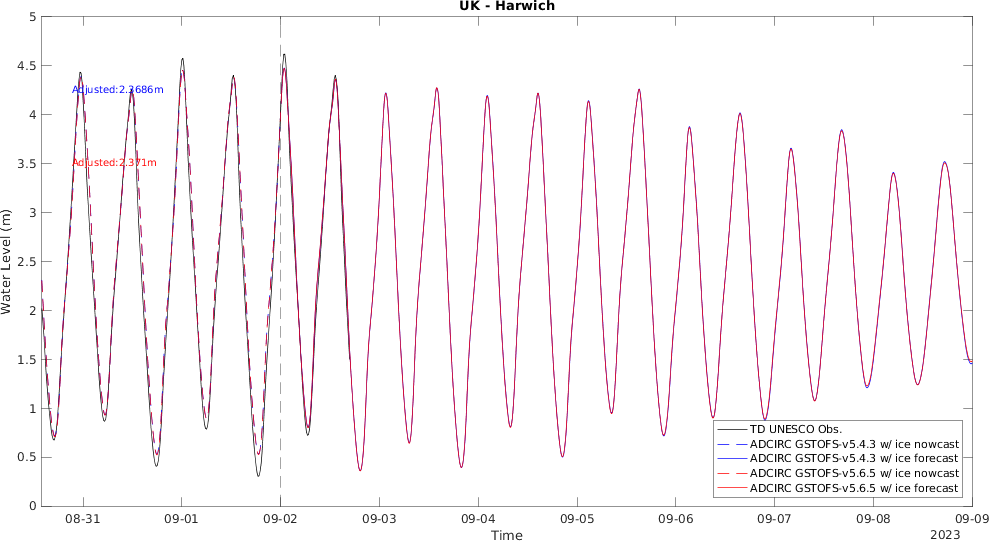 UK - Harwich
5
4.5
4
3.5
3
2.5
2
1.5
1
0.5
0
Water Level (m)
Adjusted:2.3686m
Adjusted:2.371m
TD UNESCO Obs.
ADCIRC GSTOFS-v5.4.3 w/ ice nowcast
ADCIRC GSTOFS-v5.4.3 w/ ice forecast
ADCIRC GSTOFS-v5.6.5 w/ ice nowcast
ADCIRC GSTOFS-v5.6.5 w/ ice forecast
08-31 09-01 09-02 09-03 09-04 09-05 09-06 09-07 09-08 09-09
Time
2023